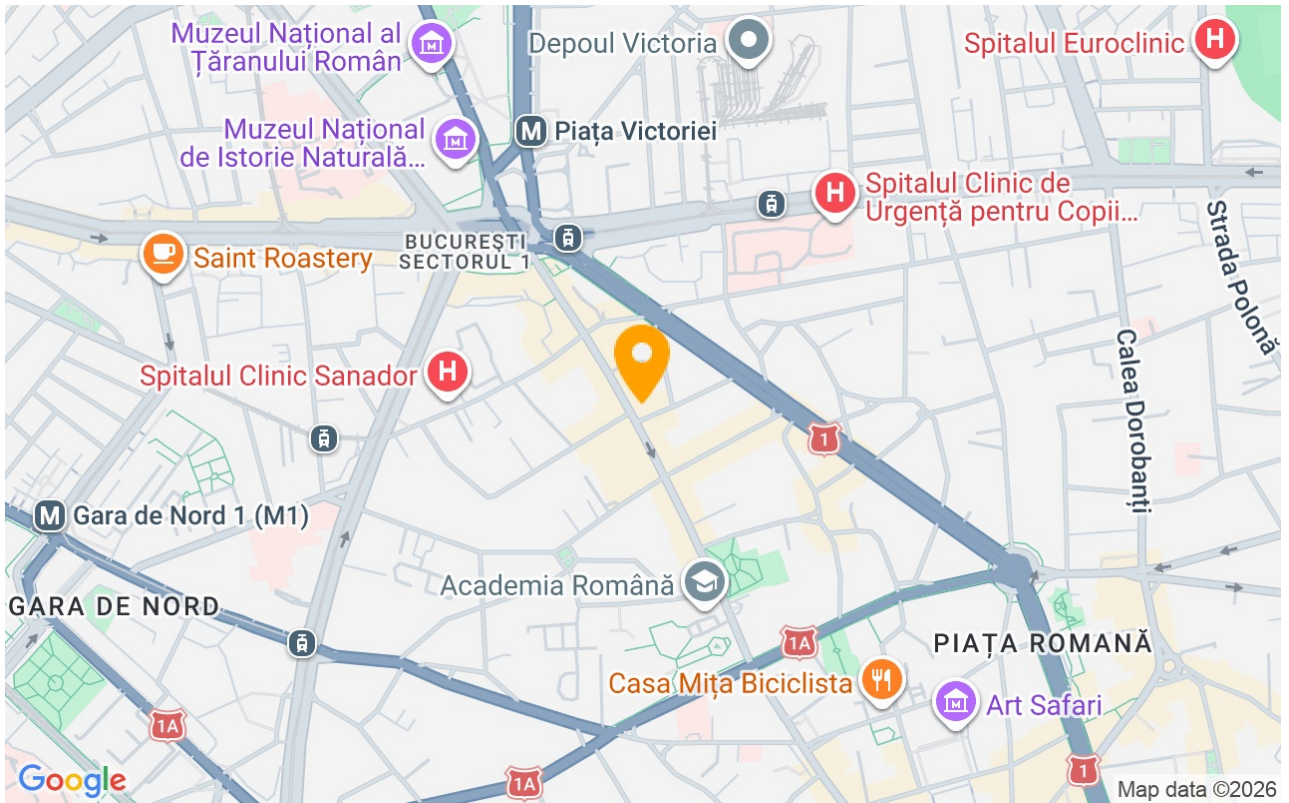 Muzeul Național al
Țăranului Român
Depoul Victoria
Spitalul Euroclinic
H
Muzeul Național
de Istorie Naturală...
M
Piața Victoriei
H
Spitalul Clinic de
Urgență pentru Copii...
Strada Polonă
BUCUREȘTI
SECTORUL 1
Saint Roastery
Calea Dorobanți
Spitalul Clinic Sanador
H
1
M
Gara de Nord 1 (M1)
Academia Română
GARA DE NORD
1A
PIAȚA ROMANĂ
Casa Mița Biciclista
Art Safari
1A
1
1A
Google
Map data ©2026